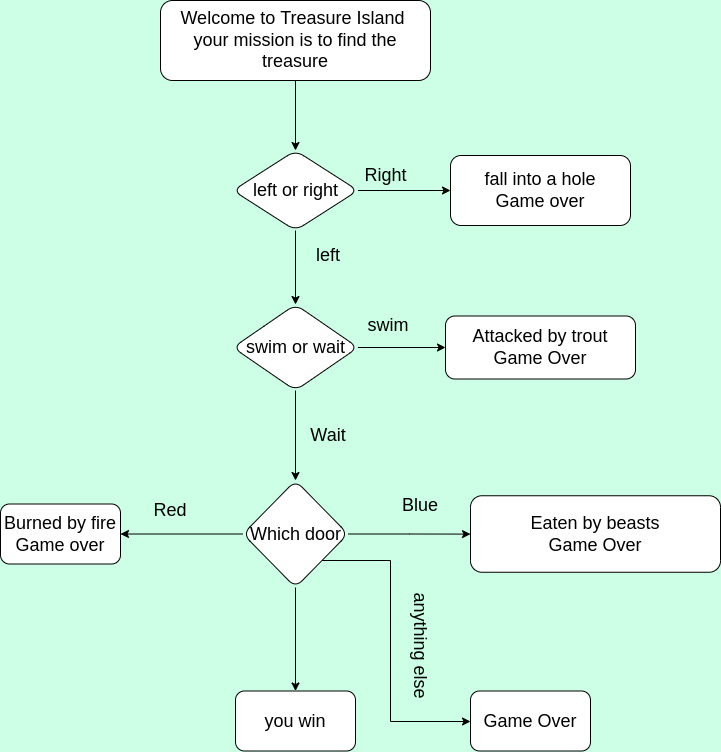 Welcome to Treasure Island
your mission is to find the
treasure
left or right
Right
fall into a hole
Game over
left
swim or wait
swim
Attacked by trout
Game Over
Wait
Red
Burned by fire
Game over
Which door
Blue
Eaten by beasts
Game Over
anything else
you win
Game Over